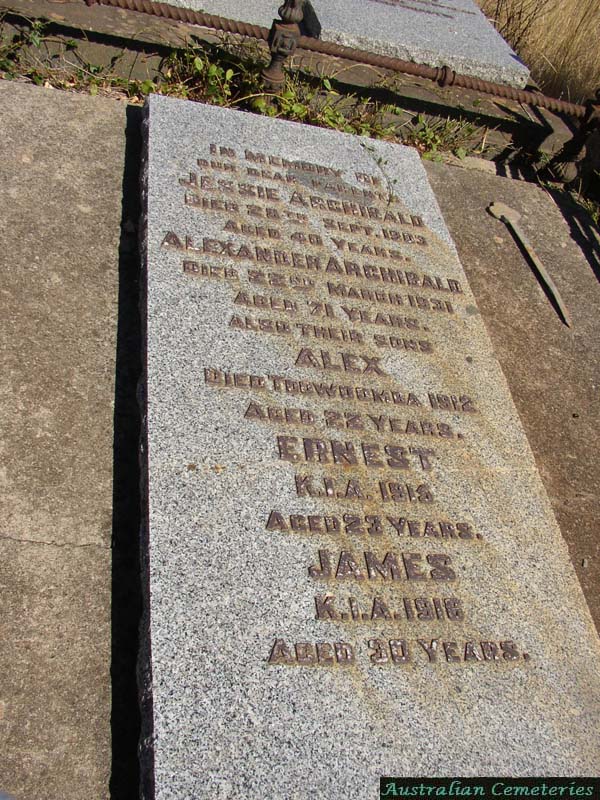 IN MEMORY OF
OUR DEAR PARENTS
JESSIE ARCHIBALD
DIED 28TH SEPT. 1903
AGED 40 YEARS.
ALEXANDER ARCHIBALD
DIED 22ND MARCH 1931
AGED 71 YEARS.
ALSO THEIR SONS
ALEX
DIED TOOWOOMBA 1912
AGED 22 YEARS.
ERNEST
K.I.A. 1916
AGED 23 YEARS.
JAMES
K.I.A. 1916
AGED 30 YEARS.
Australian Cemeteries